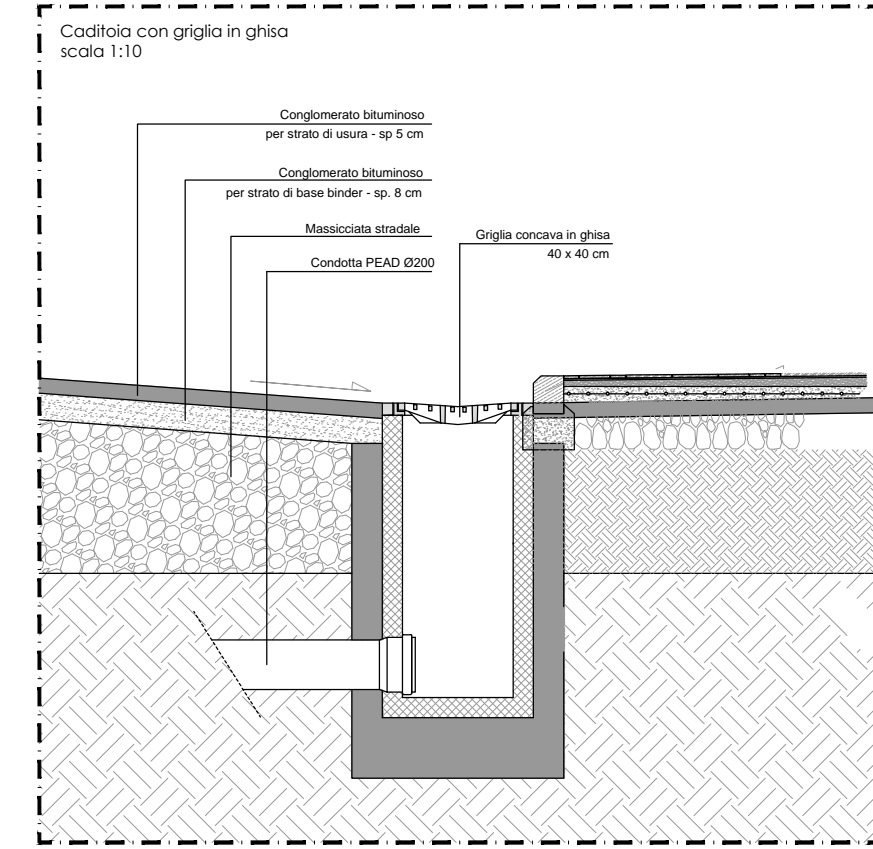 Caditoia con griglia in ghisa
scala 1:10
Conglomerato bituminoso
per strato di usura - sp 5 cm
Conglomerato bituminoso
per strato di base binder - sp. 8 cm
Massicciata stradale
Condotta PEAD Ø200
Griglia concava in ghisa
40 x 40 cm